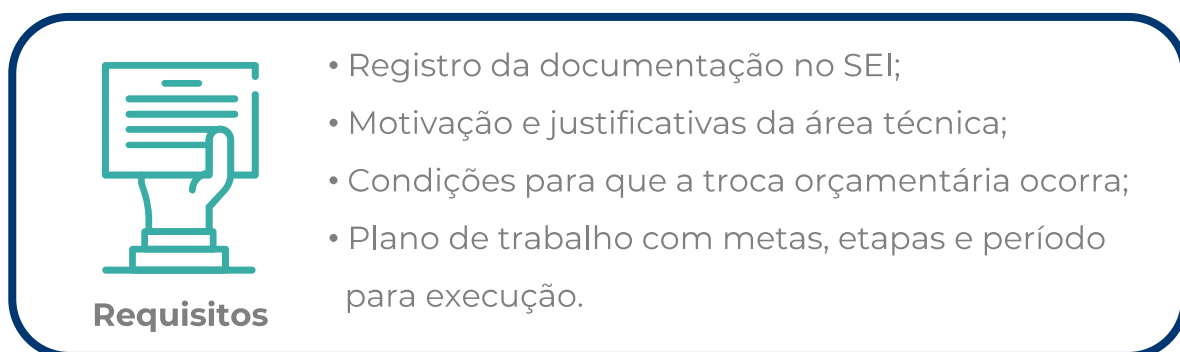 • Registro da documentação no SEI;
• Motivação e justificativas da área técnica;
• Condições para que a troca orçamentária ocorra;
• Plano de trabalho com metas, etapas e período
para execução.
Requisitos